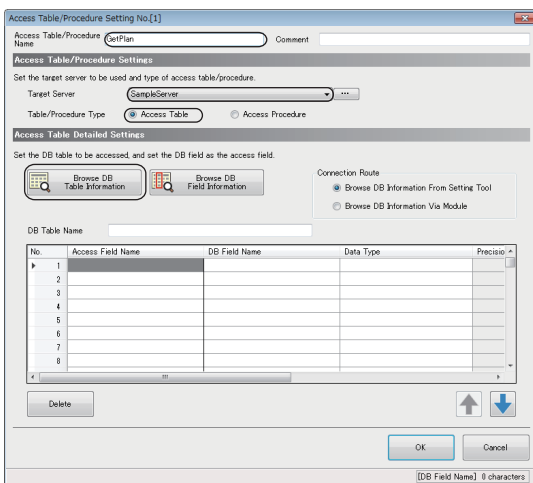 Access Table/Procedure Setting No.[1]
Access Table/Procedure Name GetPlan Comment
Access Table/Procedure Settings
Set the target server to be used and type of access table/procedure.
Target Server SampleServer ...
Table/Procedure Type Access Table Access Procedure
Access Table Detailed Settings
Set the DB table to be accessed, and set the DB field as the access field.
Browse DB Table Information
Browse DB Field Information
Connection Route
Browse DB Information From Setting Tool
Browse DB Information Via Module
DB Table Name
No. Access Field Name DB Field Name Data Type Precisio
1
2
3
4
5
6
7
8
Delete
OK Cancel
[DB Field Name] 0 characters